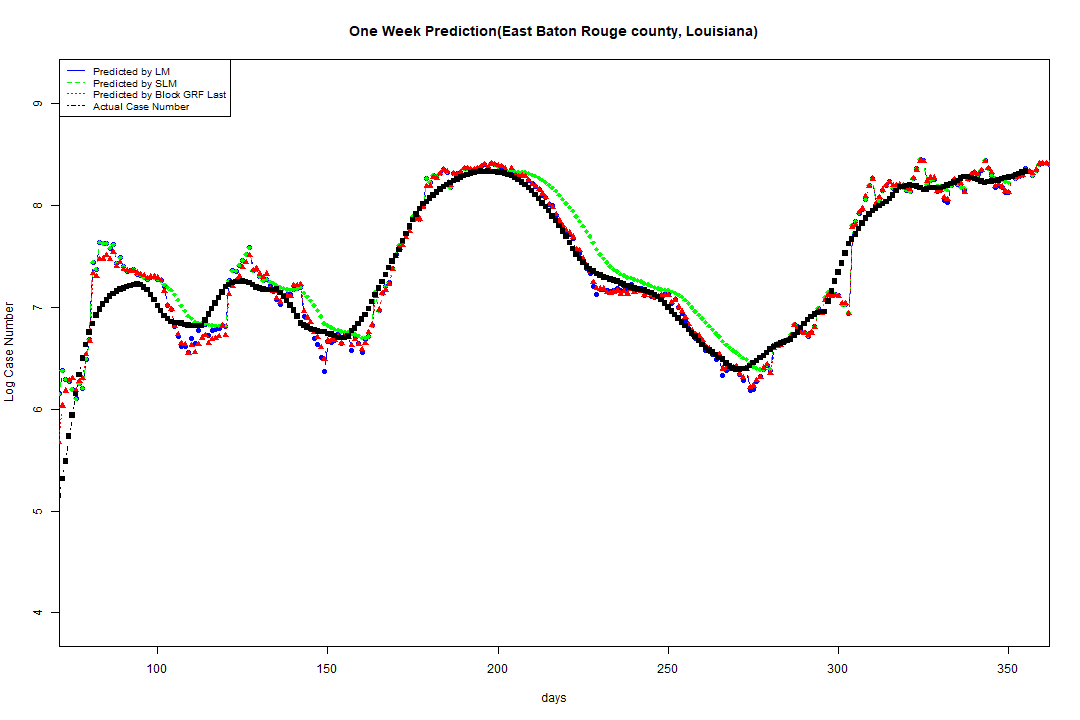 One Week Prediction(East Baton Rouge county, Louisiana)
Predicted by LM
Predicted by SLM
Predicted by Block GRF Last
Actual Case Number
9
8
7
6
5
4
Log Case Number
100 150 200 250 300 350
days